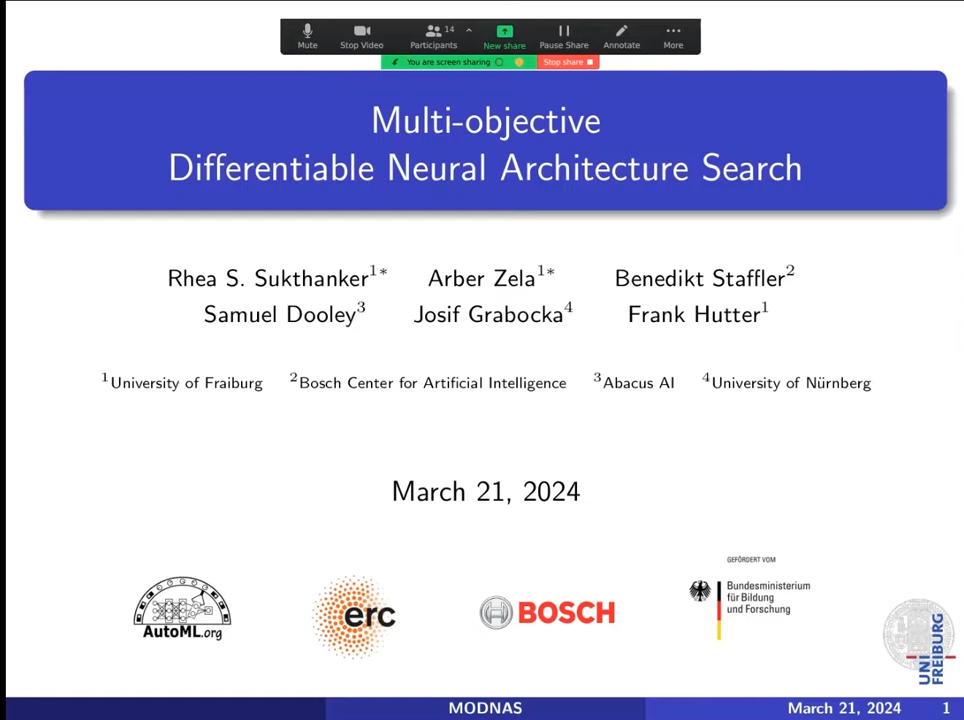 Mute Stop Video Participants 14 New share Pause Share Annotate More
You are screen sharing Stop share
Multi-objective
Differentiable Neural Architecture Search
Rhea S. Sukthanker1* Arber Zela1* Benedikt Staffler2
Samuel Dooley3 Josif Grabocka4 Frank Hutter1
1University of Fraiburg 2Bosch Center for Artificial Intelligence 3Abacus AI 4University of Nürnberg
March 21, 2024
GEFÖRDERT VOM
Bundesministerium
für Bildung
und Forschung
AutoML.org
erc
BOSCH
UNI
FREIBURG
MODNAS March 21, 2024 1